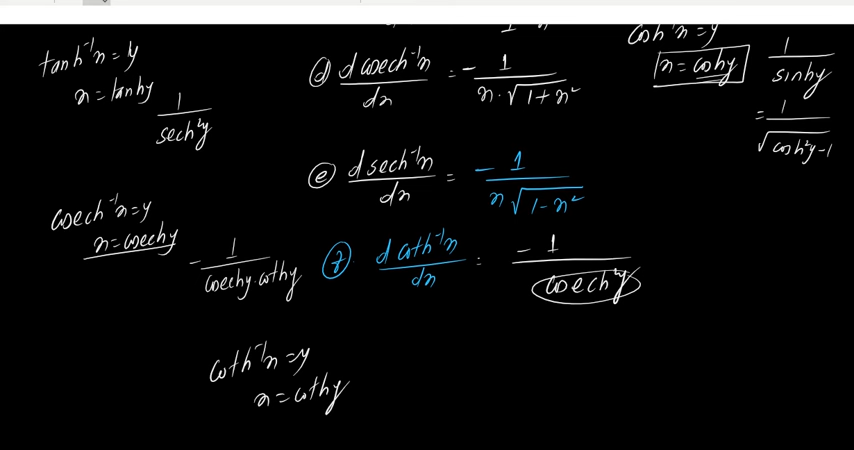 tanh⁻¹x = y
x = tanhy
1/sech²y
cosech⁻¹x = y
x = cosechy
- 1/(cosechy·cothy)
coth⁻¹x = y
x = cothy
(d) d cosech⁻¹x/dx = - 1/(x·√(1+x²))
(e) d sech⁻¹x/dx = - 1/(x√(1-x²))
(f) d coth⁻¹x/dx = - 1/cosech²y
cosh⁻¹x = y
x = coshy
1/sinhy
= 1/√(cosh²y-1)